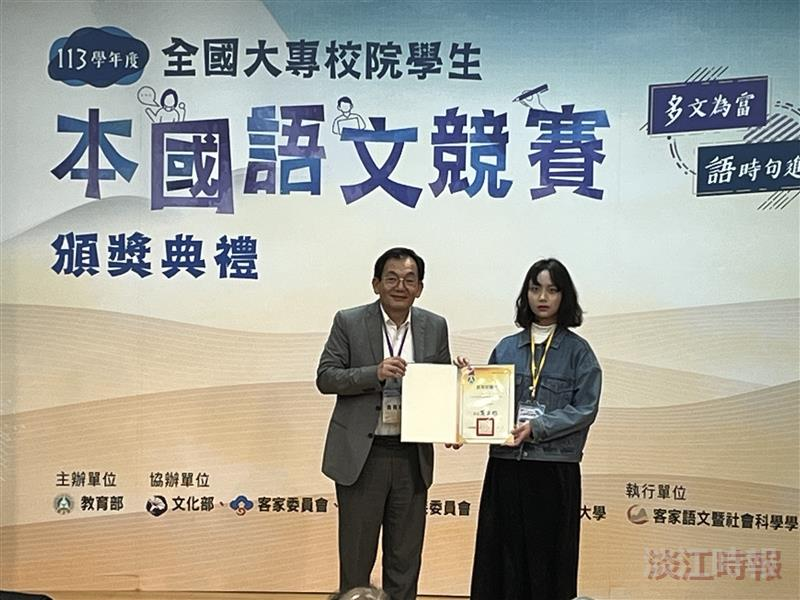 113學年度 全國大專校院學生
本國語文競賽
頒獎典禮
多文為富
語時句進
主辦單位
教育部
協辦單位
文化部、客家委員會、
委員會
大學
執行單位
客家語文暨社會科學學
淡江時報